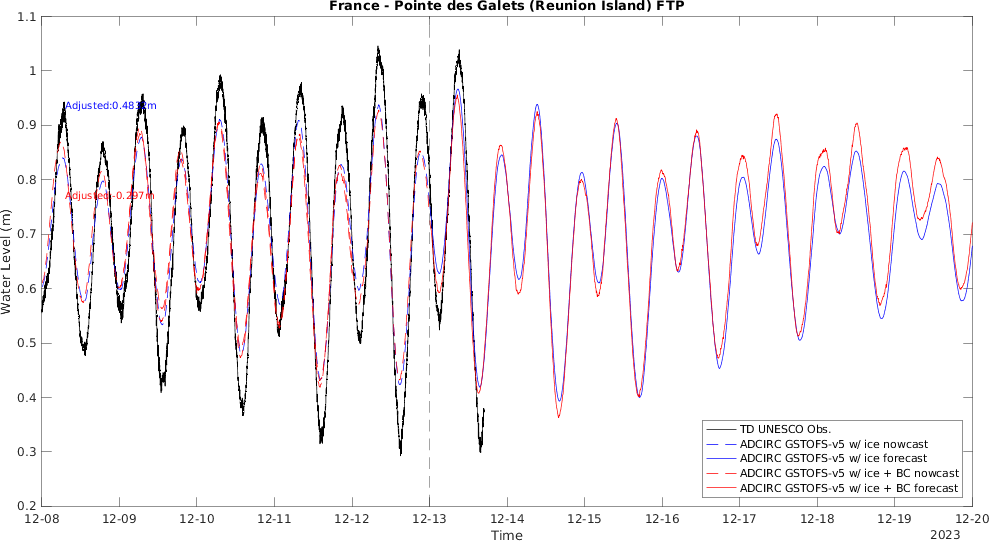 France - Pointe des Galets (Reunion Island) FTP
1.1
1
0.9
0.8
0.7
0.6
0.5
0.4
0.3
0.2
Water Level (m)
Adjusted:0.4832m
Adjusted:-0.297m
TD UNESCO Obs.
ADCIRC GSTOFS-v5 w/ ice nowcast
ADCIRC GSTOFS-v5 w/ ice forecast
ADCIRC GSTOFS-v5 w/ ice + BC nowcast
ADCIRC GSTOFS-v5 w/ ice + BC forecast
12-08 12-09 12-10 12-11 12-12 12-13 12-14 12-15 12-16 12-17 12-18 12-19 12-20
Time
2023